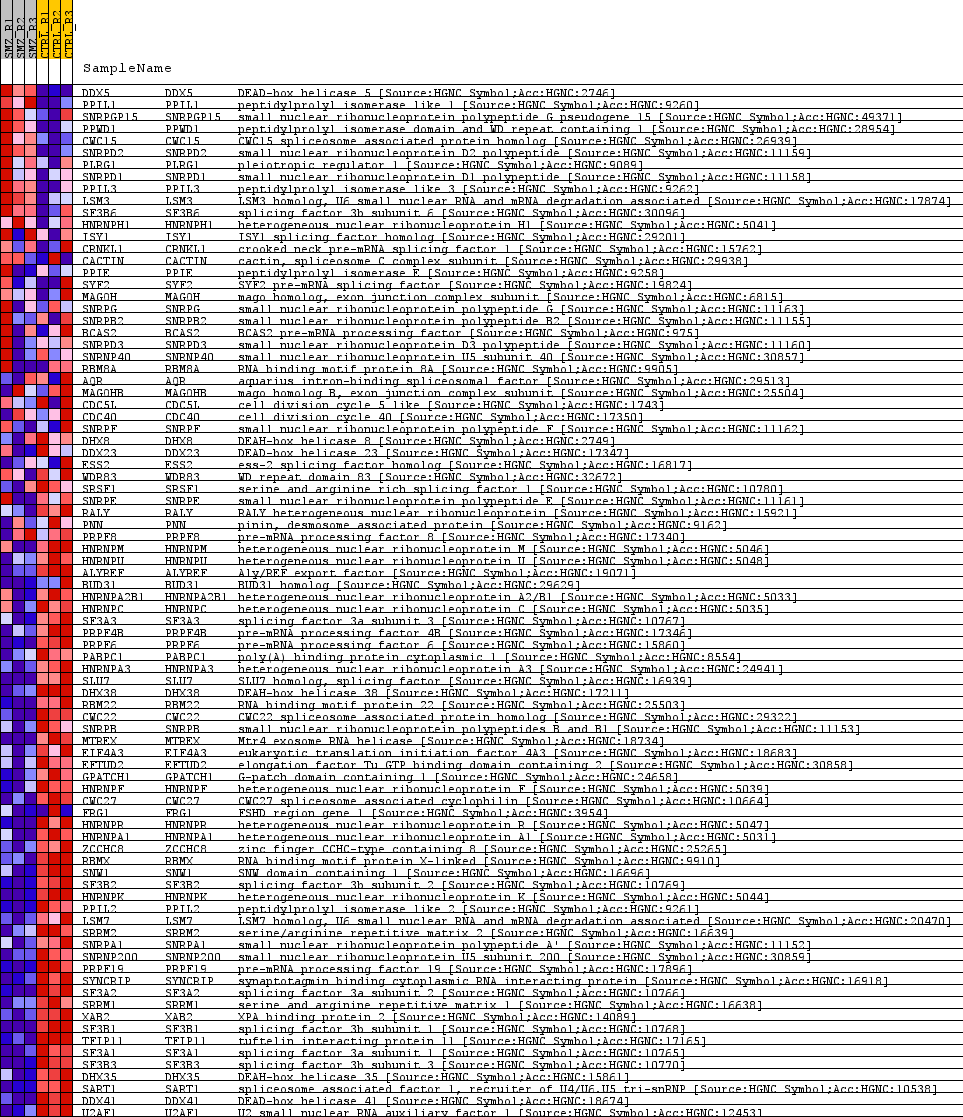 SMZ_R1 SMZ_R2 SMZ_R3 CTRL_R1 CTRL_R2 CTRL_R3
SampleName
DDX5 DDX5 DEAD-box helicase 5 [Source:HGNC Symbol;Acc:HGNC:2746]
PPIL1 PPIL1 peptidylprolyl isomerase like 1 [Source:HGNC Symbol;Acc:HGNC:9260]
SNRPGP15 SNRPGP15 small nuclear ribonucleoprotein polypeptide G pseudogene 15 [Source:HGNC Symbol;Acc:HGNC:49371]
PPWD1 PPWD1 peptidylprolyl isomerase domain and WD repeat containing 1 [Source:HGNC Symbol;Acc:HGNC:28954]
CWC15 CWC15 CWC15 spliceosome associated protein homolog [Source:HGNC Symbol;Acc:HGNC:26939]
SNRPD2 SNRPD2 small nuclear ribonucleoprotein D2 polypeptide [Source:HGNC Symbol;Acc:HGNC:11159]
PLRG1 PLRG1 pleiotropic regulator 1 [Source:HGNC Symbol;Acc:HGNC:9089]
SNRPD1 SNRPD1 small nuclear ribonucleoprotein D1 polypeptide [Source:HGNC Symbol;Acc:HGNC:11158]
PPIL3 PPIL3 peptidylprolyl isomerase like 3 [Source:HGNC Symbol;Acc:HGNC:9262]
LSM3 LSM3 LSM3 homolog, U6 small nuclear RNA and mRNA degradation associated [Source:HGNC Symbol;Acc:HGNC:17874]
SF3B6 SF3B6 splicing factor 3b subunit 6 [Source:HGNC Symbol;Acc:HGNC:30096]
HNRNPH1 HNRNPH1 heterogeneous nuclear ribonucleoprotein H1 [Source:HGNC Symbol;Acc:HGNC:5041]
ISY1 ISY1 ISY1 splicing factor homolog [Source:HGNC Symbol;Acc:HGNC:29201]
CRNKL1 CRNKL1 crooked neck pre-mRNA splicing factor 1 [Source:HGNC Symbol;Acc:HGNC:15762]
CACTIN CACTIN cactin, spliceosome C complex subunit [Source:HGNC Symbol;Acc:HGNC:29938]
PPIE PPIE peptidylprolyl isomerase E [Source:HGNC Symbol;Acc:HGNC:9258]
SYF2 SYF2 SYF2 pre-mRNA splicing factor [Source:HGNC Symbol;Acc:HGNC:19824]
MAGOH MAGOH mago homolog, exon junction complex subunit [Source:HGNC Symbol;Acc:HGNC:6815]
SNRPG SNRPG small nuclear ribonucleoprotein polypeptide G [Source:HGNC Symbol;Acc:HGNC:11163]
SNRPB2 SNRPB2 small nuclear ribonucleoprotein polypeptide B2 [Source:HGNC Symbol;Acc:HGNC:11155]
BCAS2 BCAS2 BCAS2 pre-mRNA processing factor [Source:HGNC Symbol;Acc:HGNC:975]
SNRPD3 SNRPD3 small nuclear ribonucleoprotein D3 polypeptide [Source:HGNC Symbol;Acc:HGNC:11160]
SNRNP40 SNRNP40 small nuclear ribonucleoprotein U5 subunit 40 [Source:HGNC Symbol;Acc:HGNC:30857]
RBM8A RBM8A RNA binding motif protein 8A [Source:HGNC Symbol;Acc:HGNC:9905]
AQR AQR aquarius intron-binding spliceosomal factor [Source:HGNC Symbol;Acc:HGNC:29513]
MAGOHB MAGOHB mago homolog B, exon junction complex subunit [Source:HGNC Symbol;Acc:HGNC:25504]
CDC5L CDC5L cell division cycle 5 like [Source:HGNC Symbol;Acc:HGNC:1743]
CDC40 CDC40 cell division cycle 40 [Source:HGNC Symbol;Acc:HGNC:17350]
SNRPF SNRPF small nuclear ribonucleoprotein polypeptide F [Source:HGNC Symbol;Acc:HGNC:11162]
DHX8 DHX8 DEAH-box helicase 8 [Source:HGNC Symbol;Acc:HGNC:2749]
DDX23 DDX23 DEAD-box helicase 23 [Source:HGNC Symbol;Acc:HGNC:17347]
ESS2 ESS2 ess-2 splicing factor homolog [Source:HGNC Symbol;Acc:HGNC:16817]
WDR83 WDR83 WD repeat domain 83 [Source:HGNC Symbol;Acc:HGNC:32672]
SRSF1 SRSF1 serine and arginine rich splicing factor 1 [Source:HGNC Symbol;Acc:HGNC:10780]
SNRPE SNRPE small nuclear ribonucleoprotein polypeptide E [Source:HGNC Symbol;Acc:HGNC:11161]
RALY RALY RALY heterogeneous nuclear ribonucleoprotein [Source:HGNC Symbol;Acc:HGNC:15921]
PNN PNN pinin, desmosome associated protein [Source:HGNC Symbol;Acc:HGNC:9162]
PRPF8 PRPF8 pre-mRNA processing factor 8 [Source:HGNC Symbol;Acc:HGNC:17340]
HNRNPM HNRNPM heterogeneous nuclear ribonucleoprotein M [Source:HGNC Symbol;Acc:HGNC:5046]
HNRNPU HNRNPU heterogeneous nuclear ribonucleoprotein U [Source:HGNC Symbol;Acc:HGNC:5048]
ALYREF ALYREF Aly/REF export factor [Source:HGNC Symbol;Acc:HGNC:19071]
BUD31 BUD31 BUD31 homolog [Source:HGNC Symbol;Acc:HGNC:29629]
HNRNPA2B1 HNRNPA2B1 heterogeneous nuclear ribonucleoprotein A2/B1 [Source:HGNC Symbol;Acc:HGNC:5033]
HNRNPC HNRNPC heterogeneous nuclear ribonucleoprotein C [Source:HGNC Symbol;Acc:HGNC:5035]
SF3A3 SF3A3 splicing factor 3a subunit 3 [Source:HGNC Symbol;Acc:HGNC:10767]
PRPF4B PRPF4B pre-mRNA processing factor 4B [Source:HGNC Symbol;Acc:HGNC:17346]
PRPF6 PRPF6 pre-mRNA processing factor 6 [Source:HGNC Symbol;Acc:HGNC:15860]
PABPC1 PABPC1 poly(A) binding protein cytoplasmic 1 [Source:HGNC Symbol;Acc:HGNC:8554]
HNRNPA3 HNRNPA3 heterogeneous nuclear ribonucleoprotein A3 [Source:HGNC Symbol;Acc:HGNC:24941]
SLU7 SLU7 SLU7 homolog, splicing factor [Source:HGNC Symbol;Acc:HGNC:16939]
DHX38 DHX38 DEAH-box helicase 38 [Source:HGNC Symbol;Acc:HGNC:17211]
RBM22 RBM22 RNA binding motif protein 22 [Source:HGNC Symbol;Acc:HGNC:25503]
CWC22 CWC22 CWC22 spliceosome associated protein homolog [Source:HGNC Symbol;Acc:HGNC:29322]
SNRPB SNRPB small nuclear ribonucleoprotein polypeptides B and B1 [Source:HGNC Symbol;Acc:HGNC:11153]
MTREX MTREX Mtr4 exosome RNA helicase [Source:HGNC Symbol;Acc:HGNC:18734]
EIF4A3 EIF4A3 eukaryotic translation initiation factor 4A3 [Source:HGNC Symbol;Acc:HGNC:18683]
EFTUD2 EFTUD2 elongation factor Tu GTP binding domain containing 2 [Source:HGNC Symbol;Acc:HGNC:30858]
GPATCH1 GPATCH1 G-patch domain containing 1 [Source:HGNC Symbol;Acc:HGNC:24658]
HNRNPF HNRNPF heterogeneous nuclear ribonucleoprotein F [Source:HGNC Symbol;Acc:HGNC:5039]
CWC27 CWC27 CWC27 spliceosome associated cyclophilin [Source:HGNC Symbol;Acc:HGNC:10664]
FRG1 FRG1 FSHD region gene 1 [Source:HGNC Symbol;Acc:HGNC:3954]
HNRNPR HNRNPR heterogeneous nuclear ribonucleoprotein R [Source:HGNC Symbol;Acc:HGNC:5047]
HNRNPA1 HNRNPA1 heterogeneous nuclear ribonucleoprotein A1 [Source:HGNC Symbol;Acc:HGNC:5031]
ZCCHC8 ZCCHC8 zinc finger CCHC-type containing 8 [Source:HGNC Symbol;Acc:HGNC:25265]
RBMX RBMX RNA binding motif protein X-linked [Source:HGNC Symbol;Acc:HGNC:9910]
SNW1 SNW1 SNW domain containing 1 [Source:HGNC Symbol;Acc:HGNC:16696]
SF3B2 SF3B2 splicing factor 3b subunit 2 [Source:HGNC Symbol;Acc:HGNC:10769]
HNRNPK HNRNPK heterogeneous nuclear ribonucleoprotein K [Source:HGNC Symbol;Acc:HGNC:5044]
PPIL2 PPIL2 peptidylprolyl isomerase like 2 [Source:HGNC Symbol;Acc:HGNC:9261]
LSM7 LSM7 LSM7 homolog, U6 small nuclear RNA and mRNA degradation associated [Source:HGNC Symbol;Acc:HGNC:20470]
SRRM2 SRRM2 serine/arginine repetitive matrix 2 [Source:HGNC Symbol;Acc:HGNC:16639]
SNRPA1 SNRPA1 small nuclear ribonucleoprotein polypeptide A' [Source:HGNC Symbol;Acc:HGNC:11152]
SNRNP200 SNRNP200 small nuclear ribonucleoprotein U5 subunit 200 [Source:HGNC Symbol;Acc:HGNC:30859]
PRPF19 PRPF19 pre-mRNA processing factor 19 [Source:HGNC Symbol;Acc:HGNC:17896]
SYNCRIP SYNCRIP synaptotagmin binding cytoplasmic RNA interacting protein [Source:HGNC Symbol;Acc:HGNC:16918]
SF3A2 SF3A2 splicing factor 3a subunit 2 [Source:HGNC Symbol;Acc:HGNC:10766]
SRRM1 SRRM1 serine and arginine repetitive matrix 1 [Source:HGNC Symbol;Acc:HGNC:16638]
XAB2 XAB2 XPA binding protein 2 [Source:HGNC Symbol;Acc:HGNC:14089]
SF3B1 SF3B1 splicing factor 3b subunit 1 [Source:HGNC Symbol;Acc:HGNC:10768]
TFIP11 TFIP11 tuftelin interacting protein 11 [Source:HGNC Symbol;Acc:HGNC:17165]
SF3A1 SF3A1 splicing factor 3a subunit 1 [Source:HGNC Symbol;Acc:HGNC:10765]
SF3B3 SF3B3 splicing factor 3b subunit 3 [Source:HGNC Symbol;Acc:HGNC:10770]
DHX35 DHX35 DEAH-box helicase 35 [Source:HGNC Symbol;Acc:HGNC:15861]
SART1 SART1 spliceosome associated factor 1, recruiter of U4/U6.U5 tri-snRNP [Source:HGNC Symbol;Acc:HGNC:10538]
DDX41 DDX41 DEAD-box helicase 41 [Source:HGNC Symbol;Acc:HGNC:18674]
U2AF1 U2AF1 U2 small nuclear RNA auxiliary factor 1 [Source:HGNC Symbol;Acc:HGNC:12453]